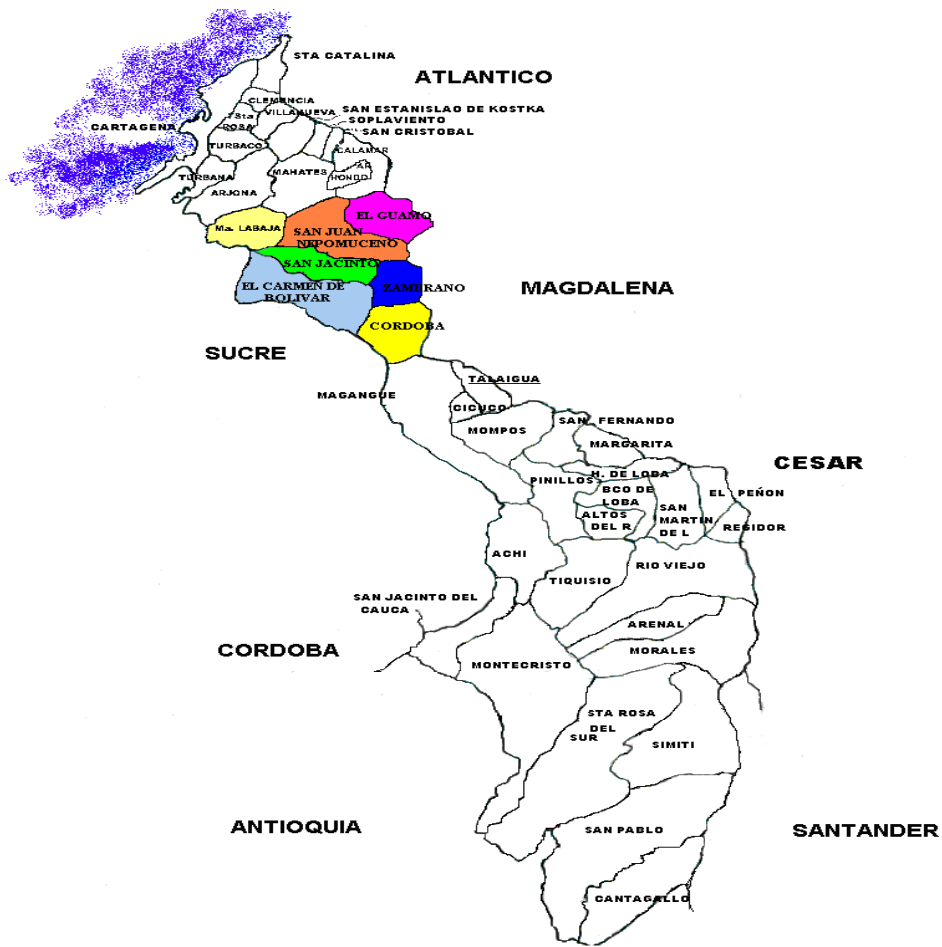 STA CATALINA
ATLANTICO
CLEMENCIA
SAN ESTANISLAO DE KOSTKA
VILLANUEVA
SOPLAVIENTO
Sta
ROSA
CARTAGENA
SAN CRISTOBAL
TURBACO
CALAMAR
MAHATES
HONDO
TURBANA
ARJONA
EL GUAMO
Ma. LABAJA
SAN JUAN
NEPOMUCENO
SAN JACINTO
EL CARMEN DE
BOLIVAR
ZAMBRANO
MAGDALENA
CORDOBA
SUCRE
TALAIGUA
MAGANGUE
CICUCO
SAN FERNANDO
MOMPOS
MARGARITA
CESAR
H. DE LOBA
PINILLOS
BCO DE
LOBA
EL PEÑON
ALTOS
DEL R
SAN
MARTIN
DE L
REGIDOR
ACHI
TIQUISIO
RIO VIEJO
SAN JACINTO DEL
CAUCA
ARENAL
CORDOBA
MORALES
MONTECRISTO
STA ROSA
DEL
SUR
SIMITI
ANTIOQUIA
SAN PABLO
SANTANDER
CANTAGALLO